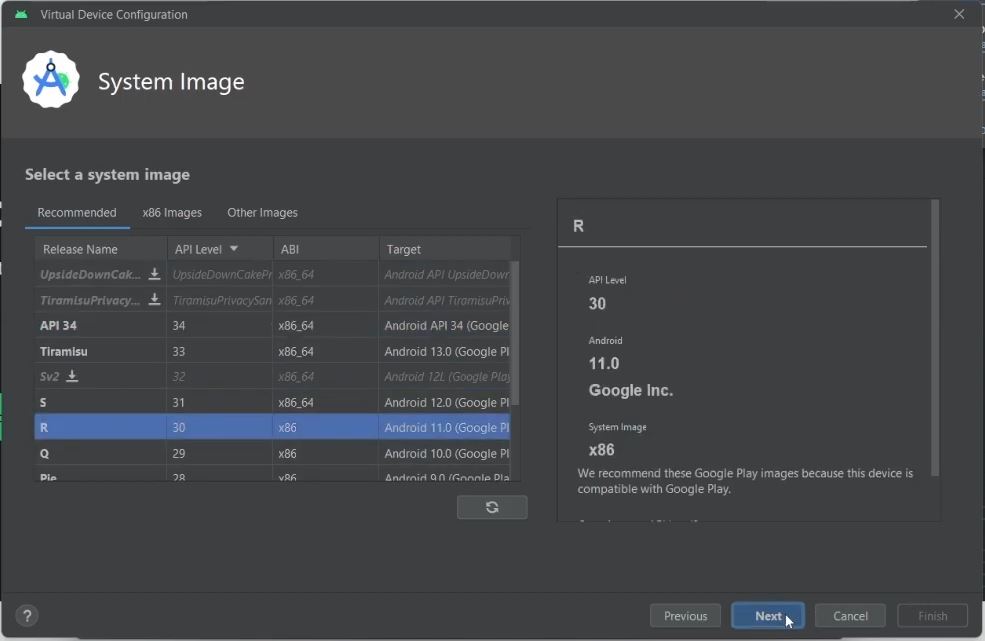 Virtual Device Configuration
System Image
Select a system image
Recommended x86 Images Other Images
Release Name API Level ABI Target
UpsideDownCak... UpsideDownCakePr x86_64 Android API UpsideDown
TiramisuPrivacy... TiramisuPrivacySan x86_64 Android API TiramisuPriv
API 34 34 x86_64 Android API 34 (Google
Tiramisu 33 x86_64 Android 13.0 (Google Pl
Sv2 32 x86_64 Android 12L (Google Play
S 31 x86_64 Android 12.0 (Google Pl
R 30 x86 Android 11.0 (Google Pl
Q 29 x86 Android 10.0 (Google Pl
Pie 28 x86 Android 9.0 (Google Pla
R
API Level
30
Android
11.0
Google Inc.
System Image
x86
We recommend these Google Play images because this device is
compatible with Google Play.
? Previous Next Cancel Finish